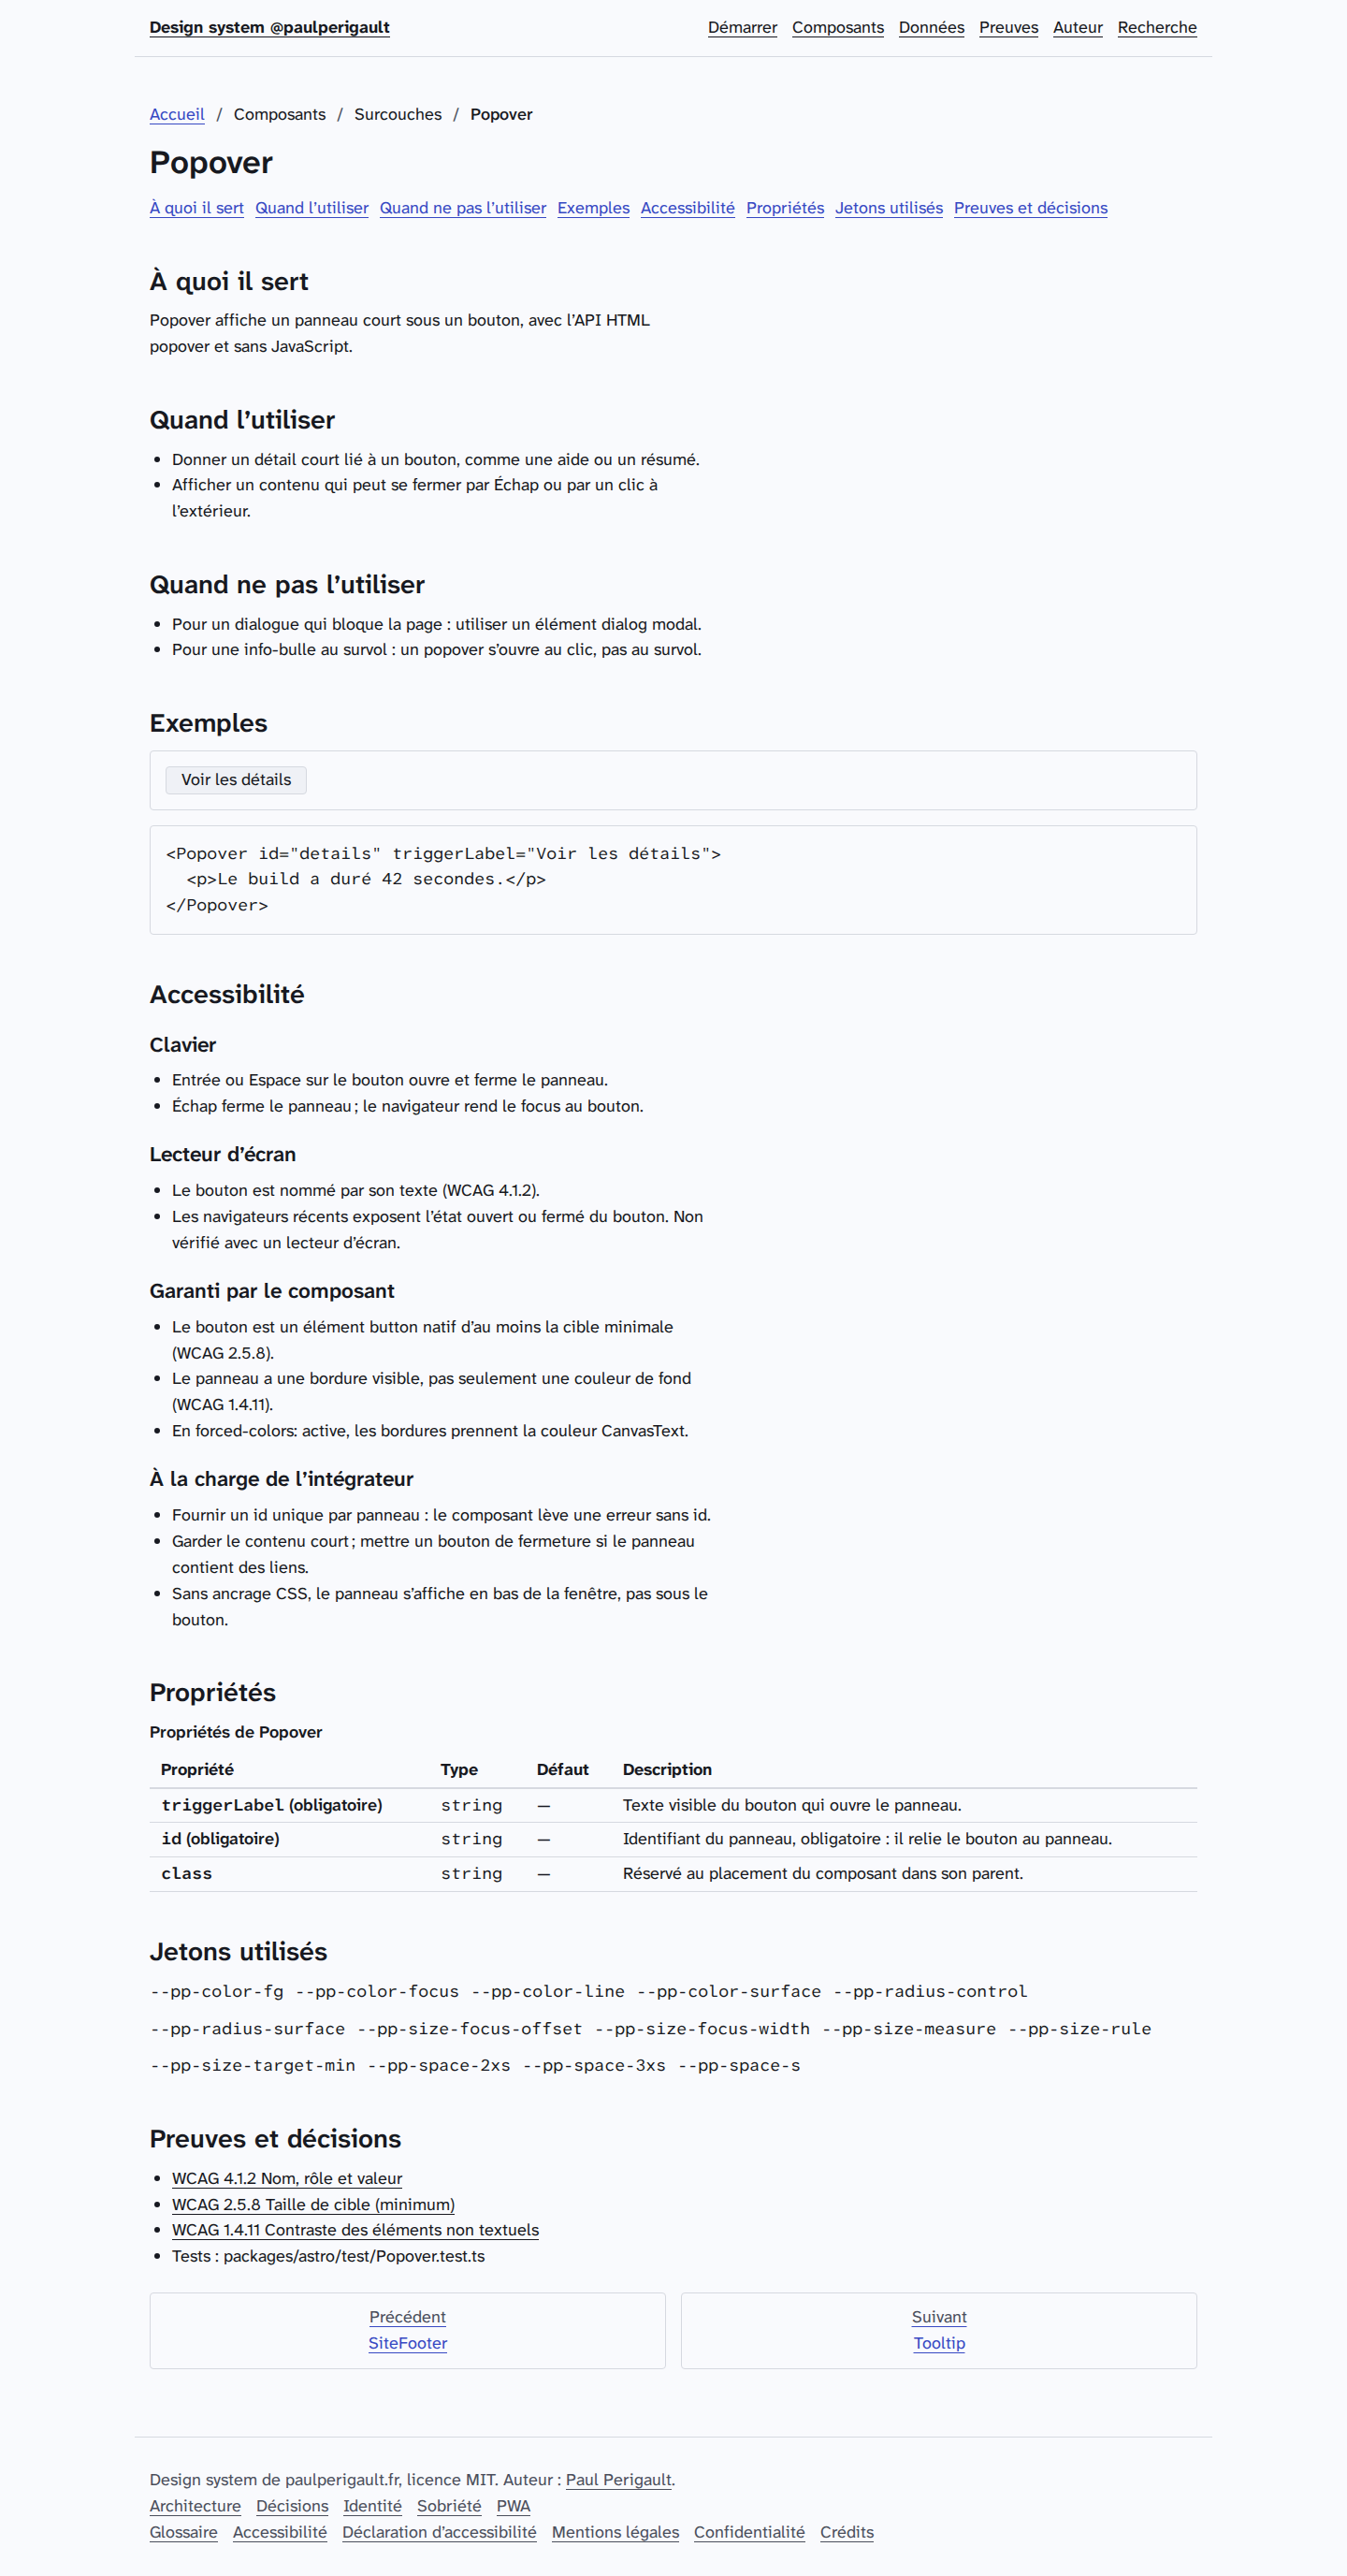 Design system @paulperigault
Démarrer Composants Données Preuves Auteur Recherche
Accueil / Composants / Surcouches / Popover
Popover
À quoi il sert Quand l’utiliser Quand ne pas l’utiliser Exemples Accessibilité Propriétés Jetons utilisés Preuves et décisions
À quoi il sert
Popover affiche un panneau court sous un bouton, avec l’API HTML
popover et sans JavaScript.
Quand l’utiliser
• Donner un détail court lié à un bouton, comme une aide ou un résumé.
• Afficher un contenu qui peut se fermer par Échap ou par un clic à
l’extérieur.
Quand ne pas l’utiliser
• Pour un dialogue qui bloque la page : utiliser un élément dialog modal.
• Pour une info-bulle au survol : un popover s’ouvre au clic, pas au survol.
Exemples
Voir les détails
<Popover id="details" triggerLabel="Voir les détails">
  <p>Le build a duré 42 secondes.</p>
</Popover>
Accessibilité
Clavier
• Entrée ou Espace sur le bouton ouvre et ferme le panneau.
• Échap ferme le panneau ; le navigateur rend le focus au bouton.
Lecteur d’écran
• Le bouton est nommé par son texte (WCAG 4.1.2).
• Les navigateurs récents exposent l’état ouvert ou fermé du bouton. Non
vérifié avec un lecteur d’écran.
Garanti par le composant
• Le bouton est un élément button natif d’au moins la cible minimale
(WCAG 2.5.8).
• Le panneau a une bordure visible, pas seulement une couleur de fond
(WCAG 1.4.11).
• En forced-colors: active, les bordures prennent la couleur CanvasText.
À la charge de l’intégrateur
• Fournir un id unique par panneau : le composant lève une erreur sans id.
• Garder le contenu court ; mettre un bouton de fermeture si le panneau
contient des liens.
• Sans ancrage CSS, le panneau s’affiche en bas de la fenêtre, pas sous le
bouton.
Propriétés
Propriétés de Popover
Propriété Type Défaut Description
triggerLabel (obligatoire) string — Texte visible du bouton qui ouvre le panneau.
id (obligatoire) string — Identifiant du panneau, obligatoire : il relie le bouton au panneau.
class string — Réservé au placement du composant dans son parent.
Jetons utilisés
--pp-color-fg --pp-color-focus --pp-color-line --pp-color-surface --pp-radius-control
--pp-radius-surface --pp-size-focus-offset --pp-size-focus-width --pp-size-measure --pp-size-rule
--pp-size-target-min --pp-space-2xs --pp-space-3xs --pp-space-s
Preuves et décisions
• WCAG 4.1.2 Nom, rôle et valeur
• WCAG 2.5.8 Taille de cible (minimum)
• WCAG 1.4.11 Contraste des éléments non textuels
• Tests : packages/astro/test/Popover.test.ts
Précédent
SiteFooter
Suivant
Tooltip
Design system de paulperigault.fr, licence MIT. Auteur : Paul Perigault.
Architecture Décisions Identité Sobriété PWA
Glossaire Accessibilité Déclaration d’accessibilité Mentions légales Confidentialité Crédits